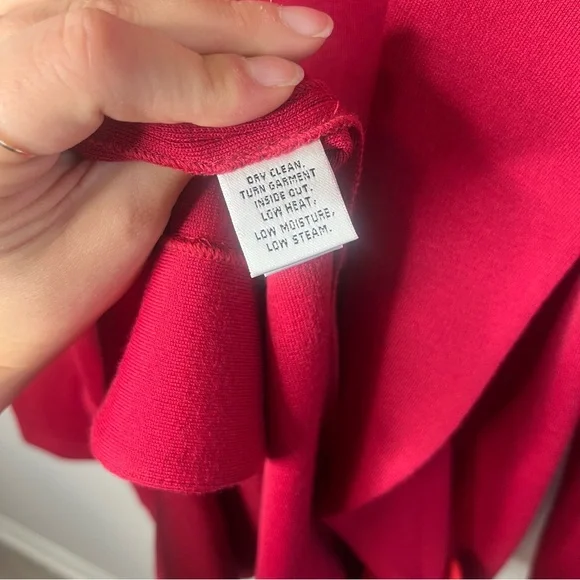 DRY CLEAN.
TURN GARMENT
INSIDE OUT.
LOW HEAT,
LOW MOISTURE,
LOW STEAM.